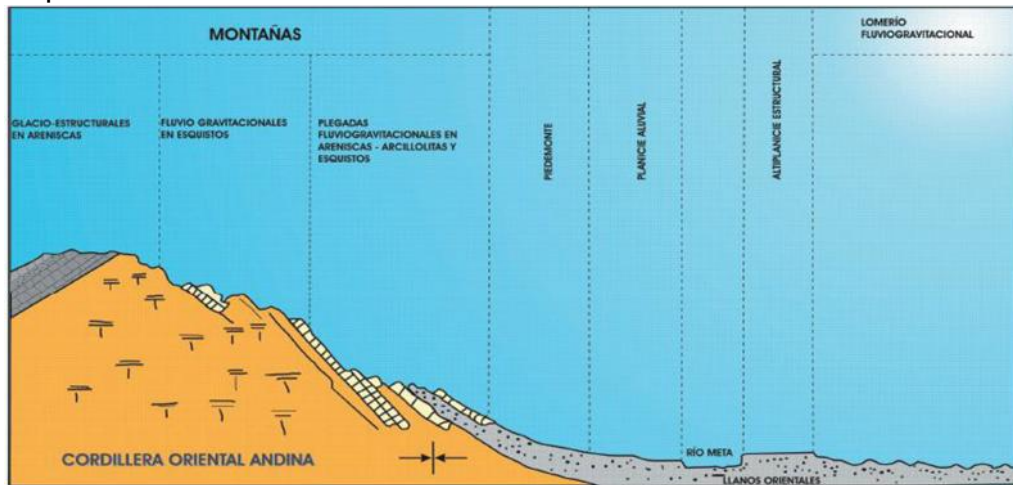 MONTAÑAS
LOMERÍO
FLUVIOGRAVITACIONAL
GLACIO-ESTRUCTURALES
EN ARENISCAS
FLUVIO GRAVITACIONALES
EN ESQUISTOS
PLEGADAS
FLUVIOGRAVITACIONALES EN
ARENISCAS - ARCILLOLITAS Y
ESQUISTOS
PIEDEMONTE
PLANICIE ALUVIAL
ALTIPLANICIE ESTRUCTURAL
CORDILLERA ORIENTAL ANDINA
RÍO META
LLANOS ORIENTALES